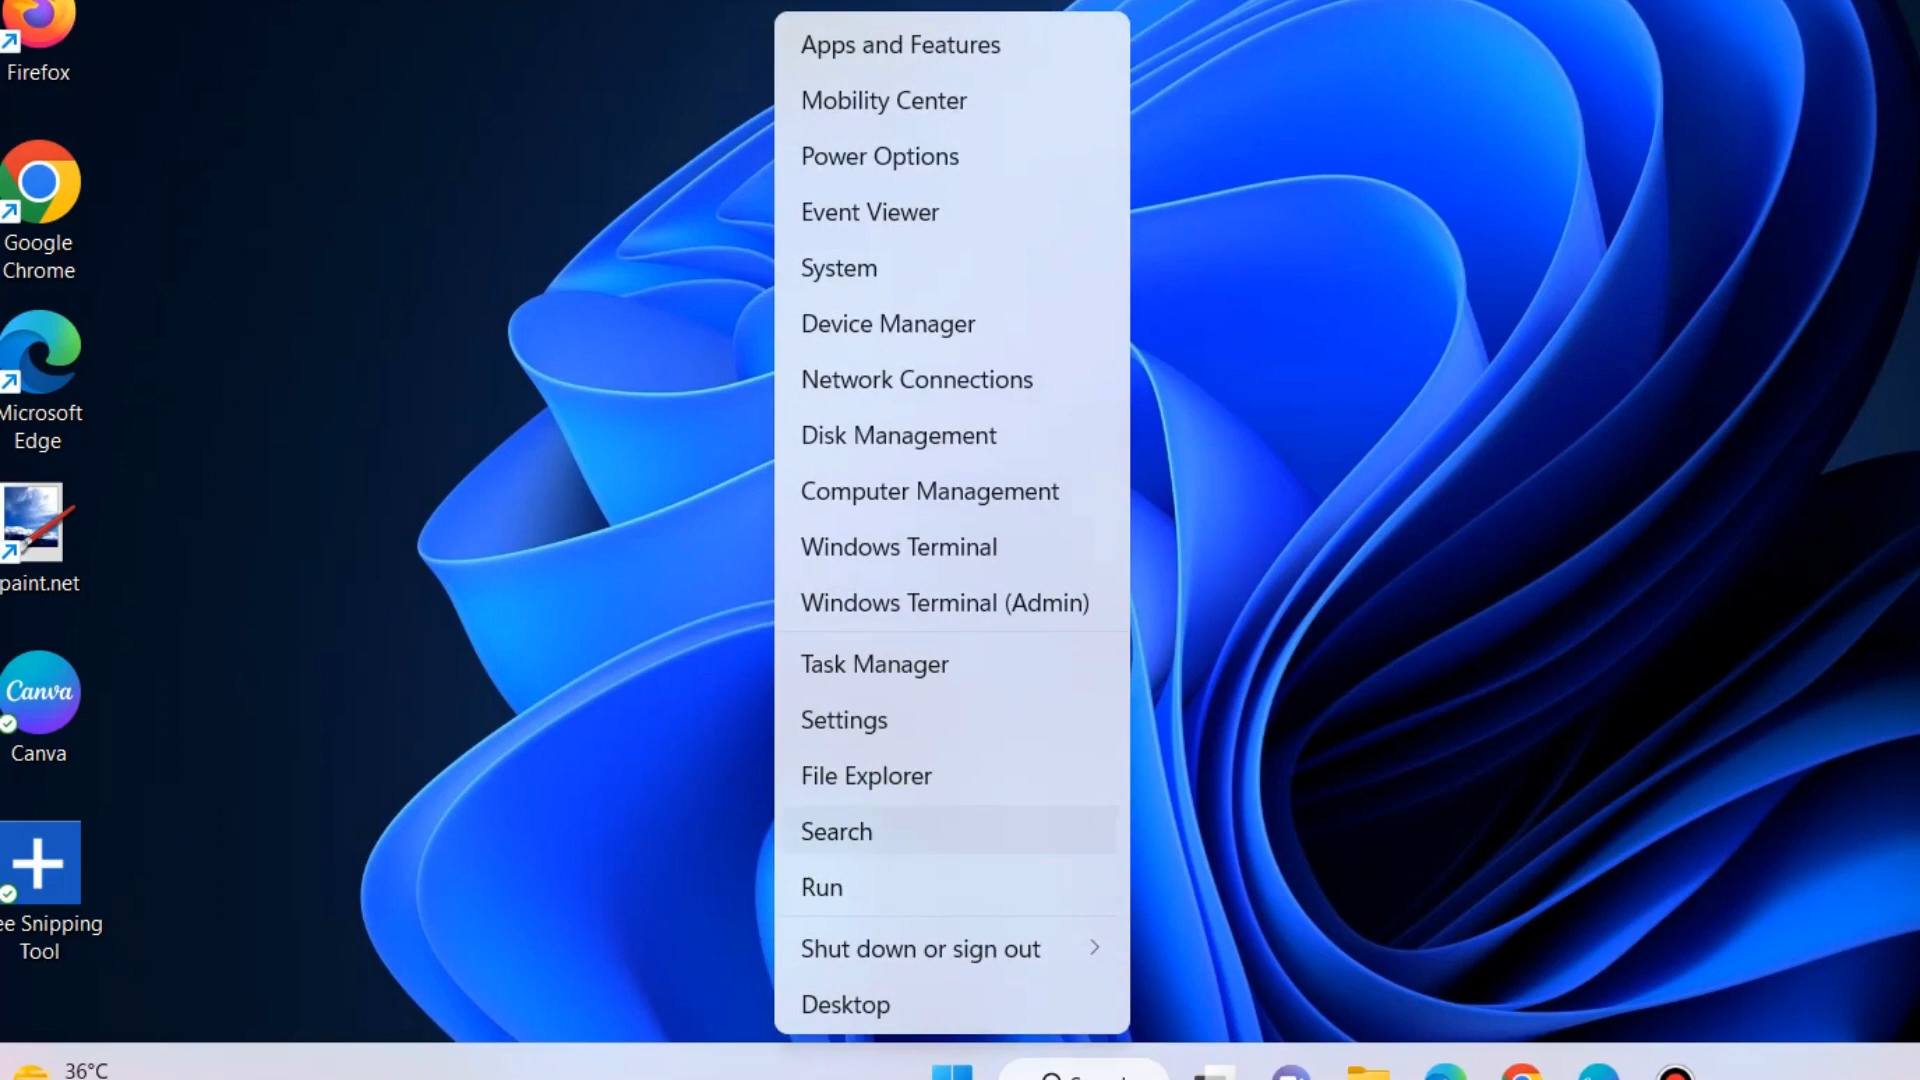 Firefox
Google
Chrome
Microsoft
Edge
paint.net
Canva
Canva
ee Snipping
Tool
Apps and Features
Mobility Center
Power Options
Event Viewer
System
Device Manager
Network Connections
Disk Management
Computer Management
Windows Terminal
Windows Terminal (Admin)
Task Manager
Settings
File Explorer
Search
Run
Shut down or sign out
Desktop
36°C